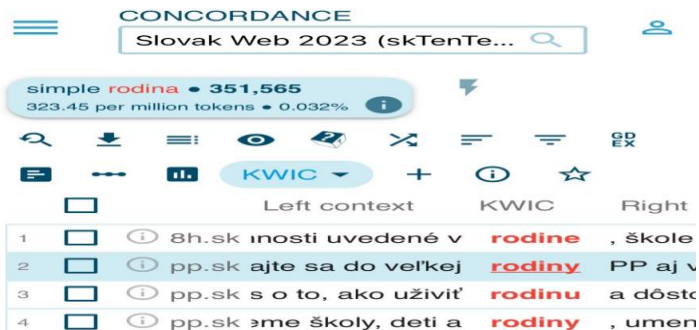 CONCORDANCE
Slovak Web 2023 (skTenTe...
simple rodina • 351,565
323.45 per million tokens • 0.032% i
GD
EX
KWIC
Left context KWIC Right
1 8h.sk nosti uvedené v rodine , škole
2 pp.sk ajte sa do veľkej rodiny PP aj v
3 pp.sk s o to, ako uživiť rodinu a dôsto
4 pp.sk eme školy, deti a rodiny , umen